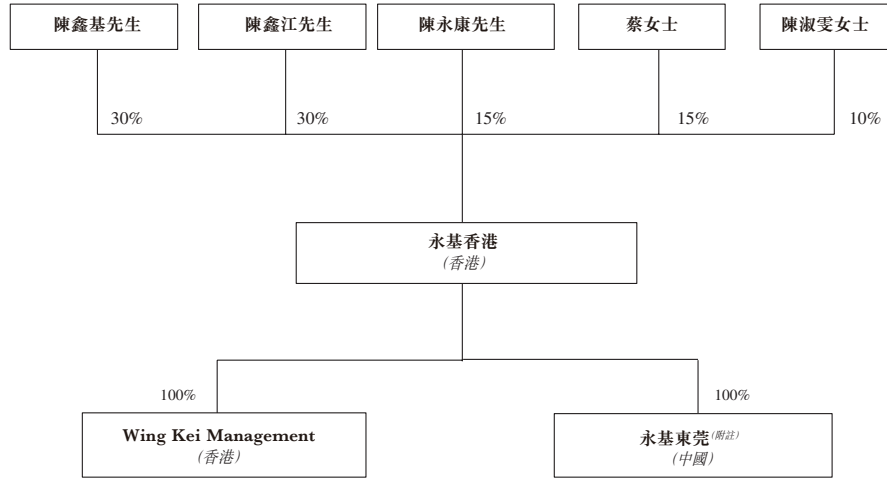 陳鑫基先生
陳鑫江先生
陳永康先生
蔡女士
陳淑雯女士
30%
30%
15%
15%
10%
永基香港
(香港)
100%
100%
Wing Kei Management
(香港)
永基東莞(附註)
(中國)